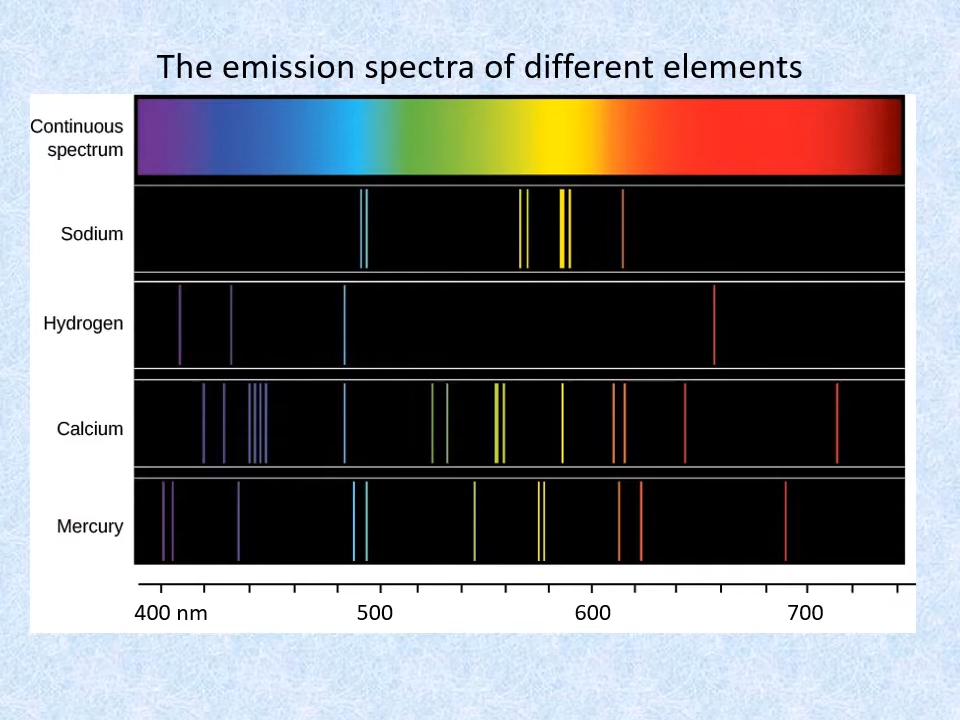 The emission spectra of different elements
Continuous
spectrum
Sodium
Hydrogen
Calcium
Mercury
400 nm 500 600 700